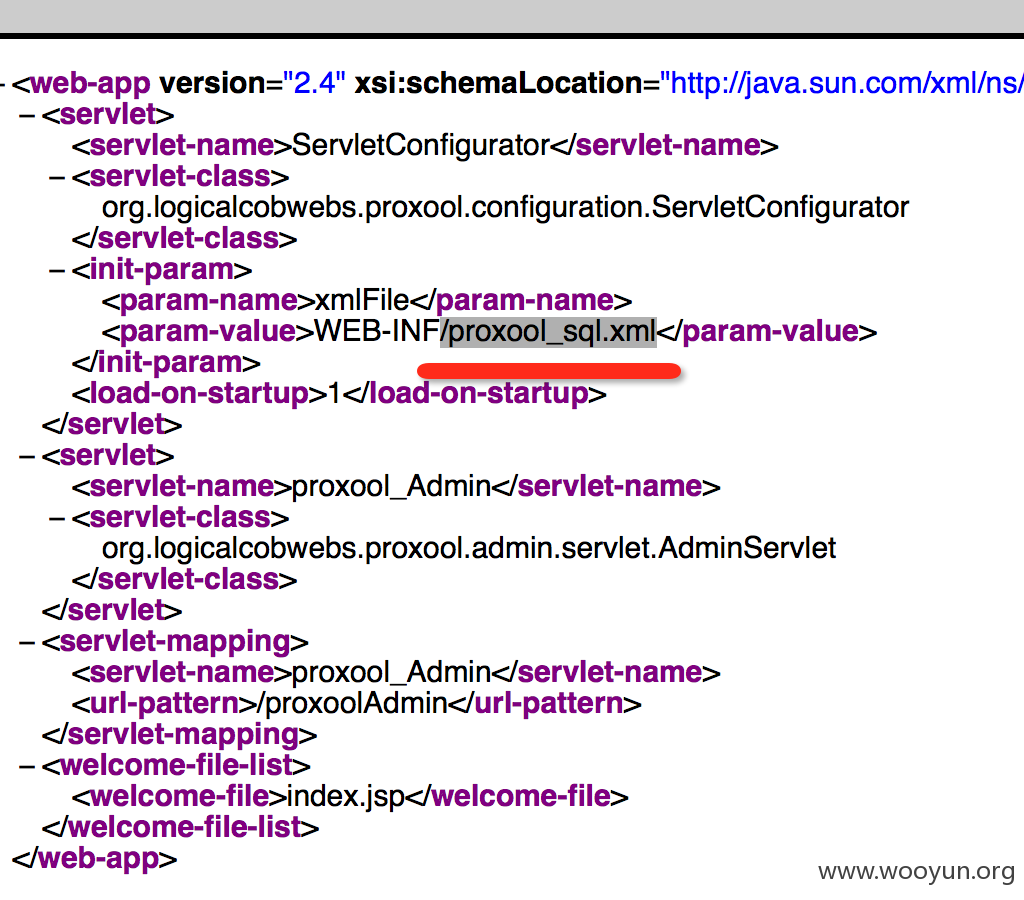 - <web-app version="2.4" xsi:schemaLocation="http://java.sun.com/xml/ns/
– <servlet>
<servlet-name>ServletConfigurator</servlet-name>
– <servlet-class>
org.logicalcobwebs.proxool.configuration.ServletConfigurator
</servlet-class>
– <init-param>
<param-name>xmlFile</param-name>
<param-value>WEB-INF/proxool_sql.xml</param-value>
</init-param>
<load-on-startup>1</load-on-startup>
</servlet>
– <servlet>
<servlet-name>proxool_Admin</servlet-name>
– <servlet-class>
org.logicalcobwebs.proxool.admin.servlet.AdminServlet
</servlet-class>
</servlet>
– <servlet-mapping>
<servlet-name>proxool_Admin</servlet-name>
<url-pattern>/proxoolAdmin</url-pattern>
</servlet-mapping>
– <welcome-file-list>
<welcome-file>index.jsp</welcome-file>
</welcome-file-list>
</web-app>
www.wooyun.org